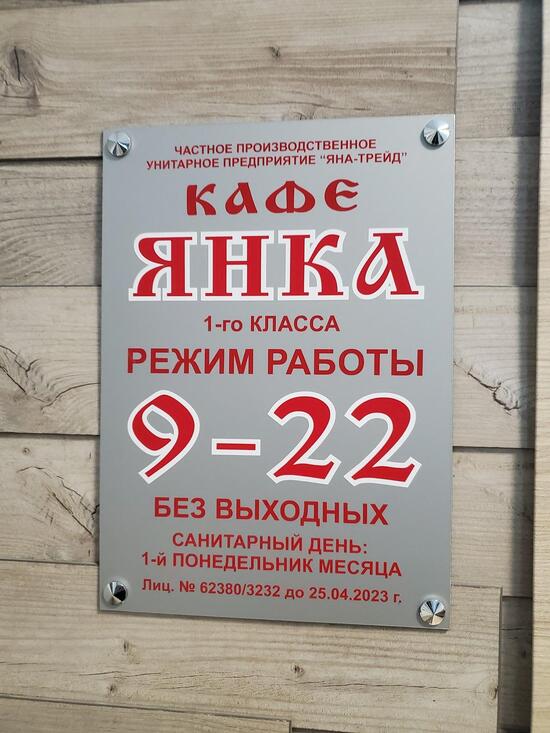 ЧАСТНОЕ ПРОИЗВОДСТВЕННОЕ
УНИТАРНОЕ ПРЕДПРИЯТИЕ "ЯНА-ТРЕЙД"
КАФЕ
ЯНКА
1-го КЛАССА
РЕЖИМ РАБОТЫ
9-22
БЕЗ ВЫХОДНЫХ
САНИТАРНЫЙ ДЕНЬ:
1-й ПОНЕДЕЛЬНИК МЕСЯЦА
Лиц. № 62380/3232 до 25.04.2023 г.